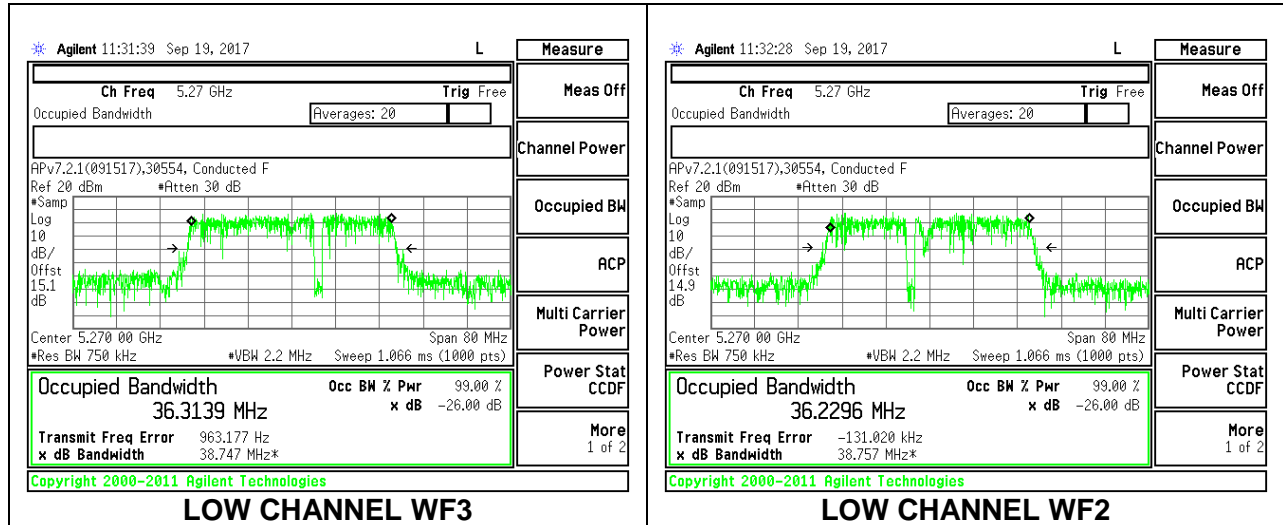 Agilent 11:31:39 Sep 19, 2017 L
Measure
Ch Freq 5.27 GHz Trig Free
Occupied Bandwidth Averages: 20
APv7.2.1(091517),30554, Conducted F
Ref 20 dBm #Atten 30 dB
#Samp
Log
10
dB/
Offst
15.1
dB
Center 5.270 00 GHz Span 80 MHz
#Res BW 750 kHz #VBW 2.2 MHz Sweep 1.066 ms (1000 pts)
Occupied Bandwidth Occ BW % Pwr 99.00 %
36.3139 MHz x dB -26.00 dB
Transmit Freq Error 963.177 Hz
x dB Bandwidth 38.747 MHz*
Copyright 2000-2011 Agilent Technologies
Meas Off
Channel Power
Occupied BW
ACP
Multi Carrier
Power
Power Stat
CCDF
More
1 of 2
LOW CHANNEL WF3
Agilent 11:32:28 Sep 19, 2017 L
Measure
Ch Freq 5.27 GHz Trig Free
Occupied Bandwidth Averages: 20
APv7.2.1(091517),30554, Conducted F
Ref 20 dBm #Atten 30 dB
#Samp
Log
10
dB/
Offst
14.9
dB
Center 5.270 00 GHz Span 80 MHz
#Res BW 750 kHz #VBW 2.2 MHz Sweep 1.066 ms (1000 pts)
Occupied Bandwidth Occ BW % Pwr 99.00 %
36.2296 MHz x dB -26.00 dB
Transmit Freq Error -131.020 kHz
x dB Bandwidth 38.757 MHz*
Copyright 2000-2011 Agilent Technologies
Meas Off
Channel Power
Occupied BW
ACP
Multi Carrier
Power
Power Stat
CCDF
More
1 of 2
LOW CHANNEL WF2